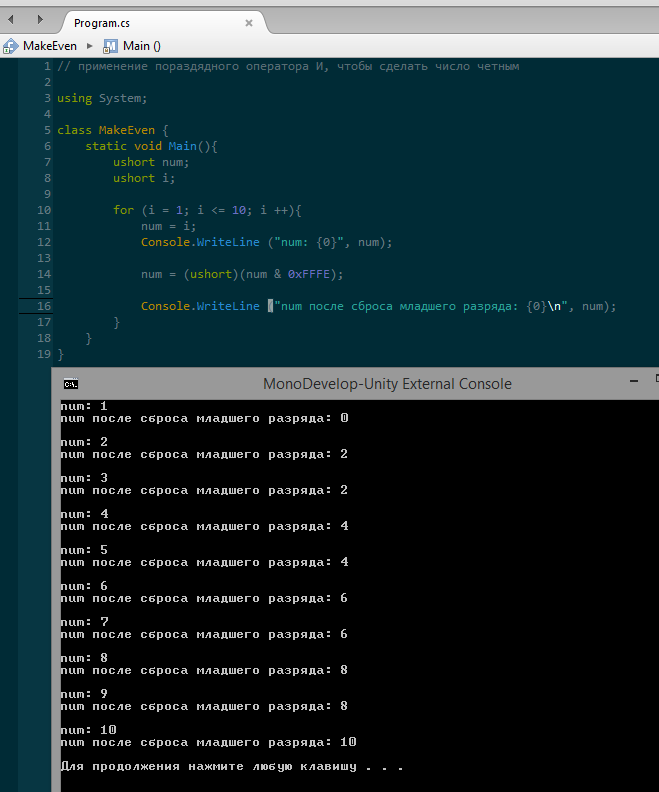 Program.cs
MakeEven Main ()
1 // применение пораздядного оператора И, чтобы сделать число четным
2
3 using System;
4
5 class MakeEven {
6 static void Main(){
7 ushort num;
8 ushort i;
9
10 for (i = 1; i <= 10; i ++){
11 num = i;
12 Console.WriteLine ("num: {0}", num);
13
14 num = (ushort)(num & 0xFFFE);
15
16 Console.WriteLine ("num после сброса младшего разряда: {0}\n", num);
17 }
18 }
19 }
C:\. MonoDevelop-Unity External Console
num: 1
num после сброса младшего разряда: 0
num: 2
num после сброса младшего разряда: 2
num: 3
num после сброса младшего разряда: 2
num: 4
num после сброса младшего разряда: 4
num: 5
num после сброса младшего разряда: 4
num: 6
num после сброса младшего разряда: 6
num: 7
num после сброса младшего разряда: 6
num: 8
num после сброса младшего разряда: 8
num: 9
num после сброса младшего разряда: 8
num: 10
num после сброса младшего разряда: 10
Для продолжения нажмите любую клавишу . . .